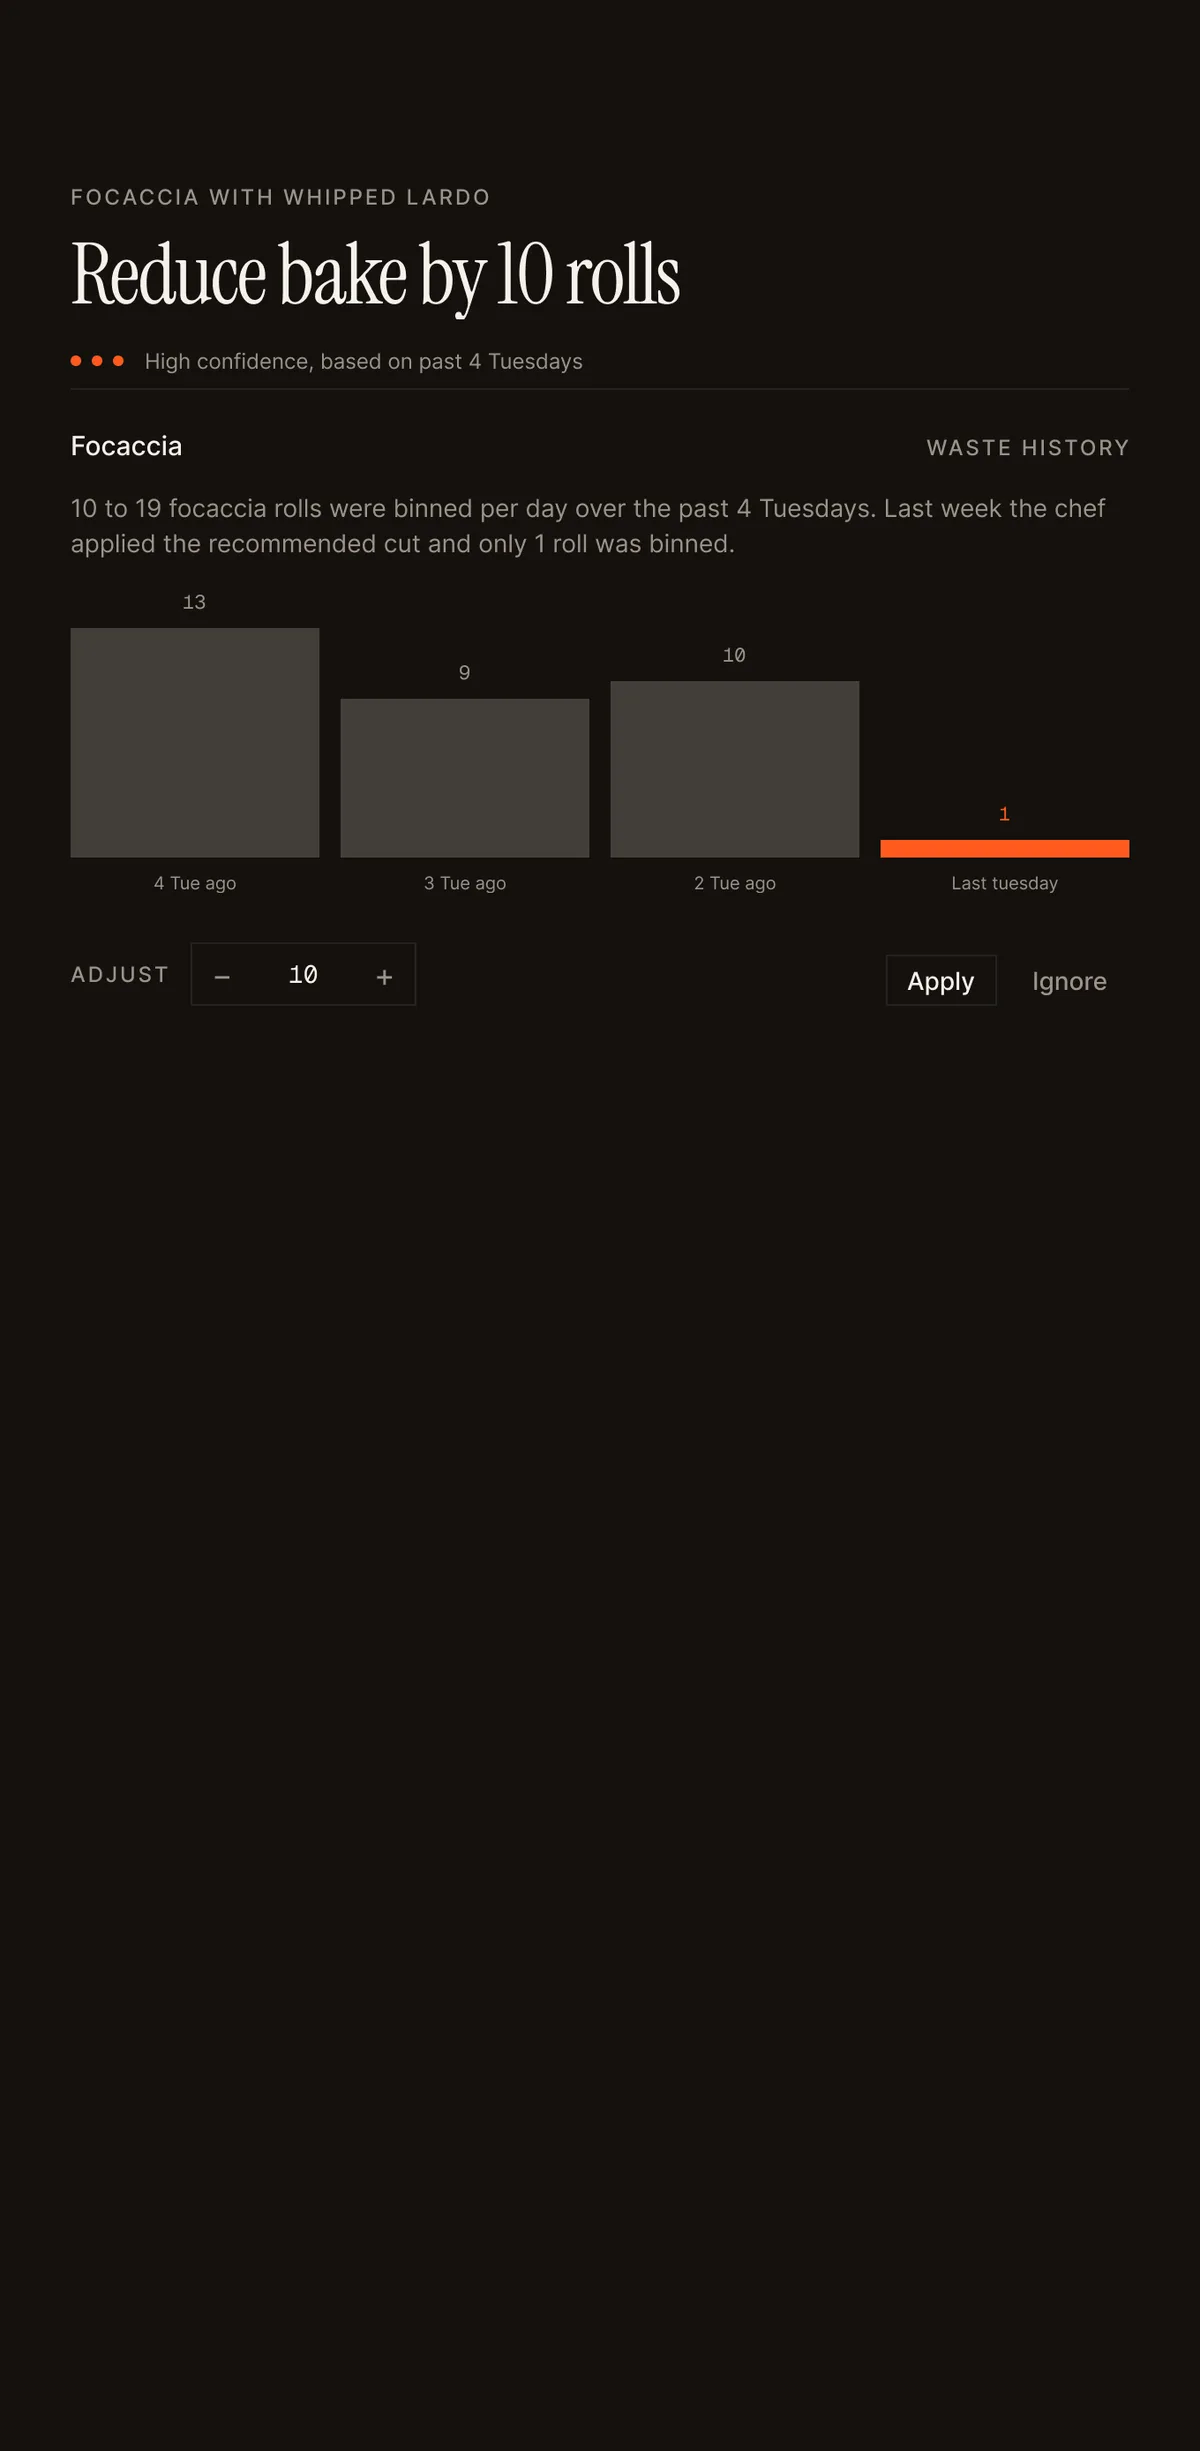 FOCACCIA WITH WHIPPED LARDO
Reduce bake by 10 rolls
High confidence, based on past 4 Tuesdays
Focaccia
WASTE HISTORY
10 to 19 focaccia rolls were binned per day over the past 4 Tuesdays. Last week the chef
applied the recommended cut and only 1 roll was binned.
13
9
10
1
4 Tue ago
3 Tue ago
2 Tue ago
Last tuesday
ADJUST
− 10 +
Apply
Ignore